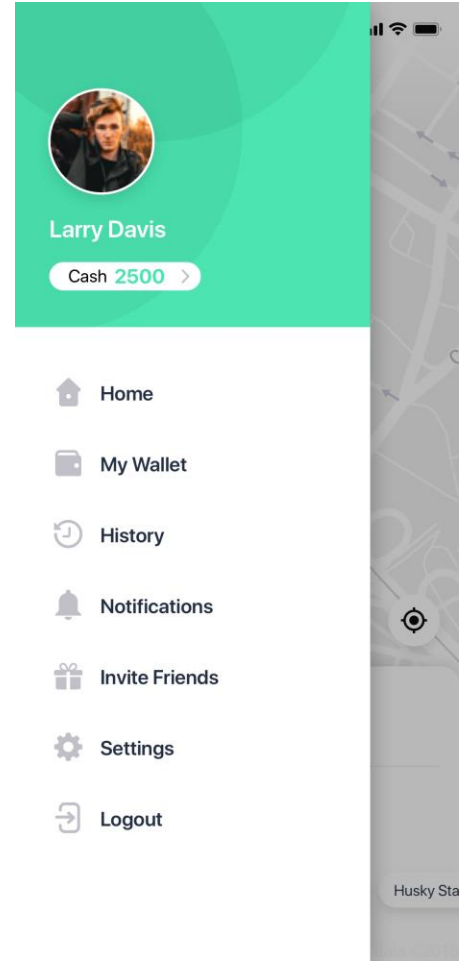 Larry Davis
Cash 2500
Home
My Wallet
History
Notifications
Invite Friends
Settings
Logout
Husky Sta